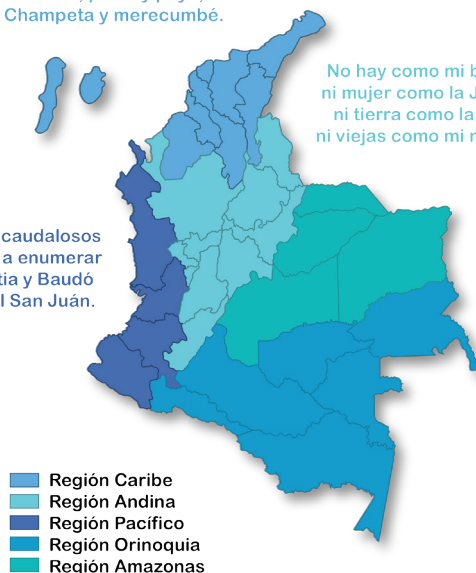 Champeta y merecumbé.
No hay como mi
ni mujer como la
ni tierra como la
ni viejas como mi
caudalosos
a enumerar
y Baudó
San Juán.
Región Caribe
Región Andina
Región Pacífico
Región Orinoquia
Región Amazonas